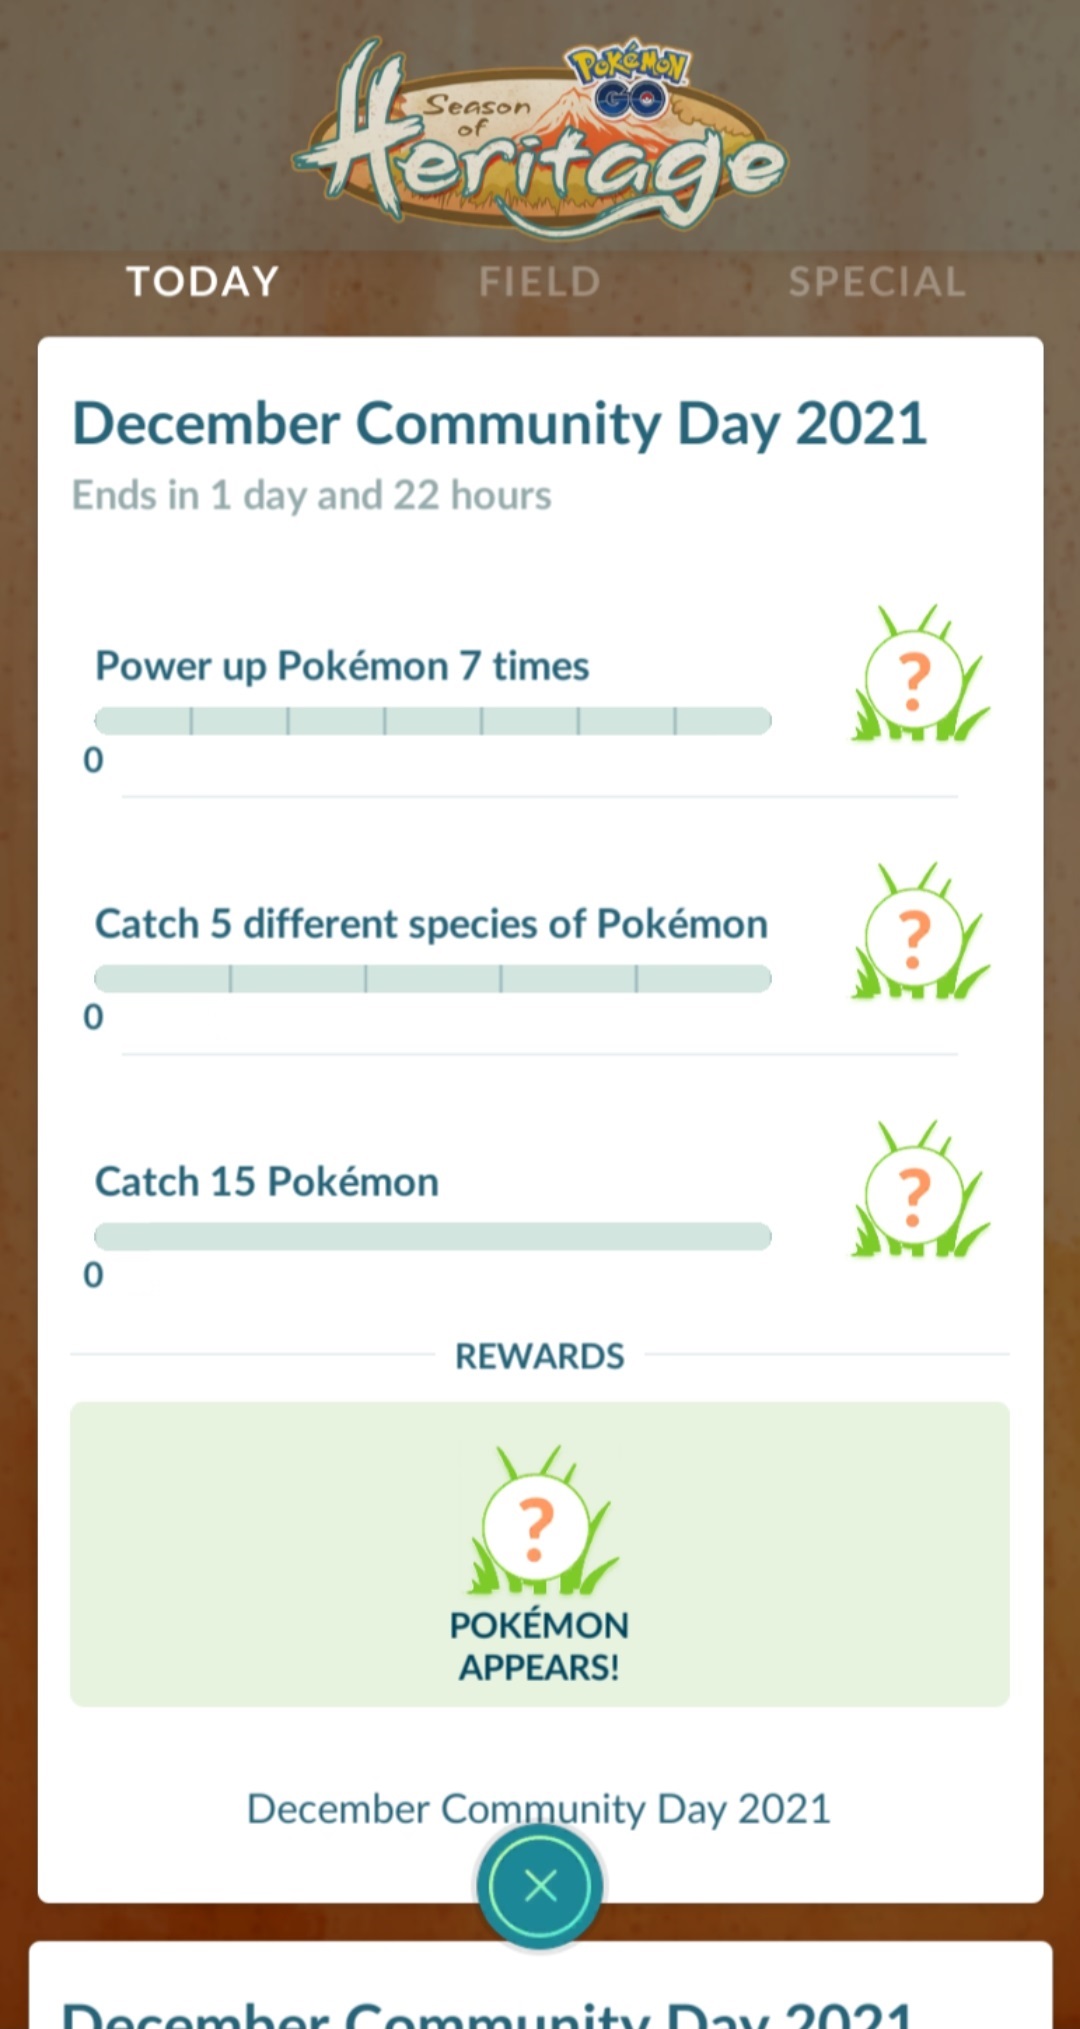 Pokémon
GO
Season
of
Heritage
TODAY FIELD SPECIAL
December Community Day 2021
Ends in 1 day and 22 hours
Power up Pokémon 7 times
?
0
Catch 5 different species of Pokémon
?
0
Catch 15 Pokémon
?
0
REWARDS
?
POKÉMON
APPEARS!
December Community Day 2021
December Community Day 2021